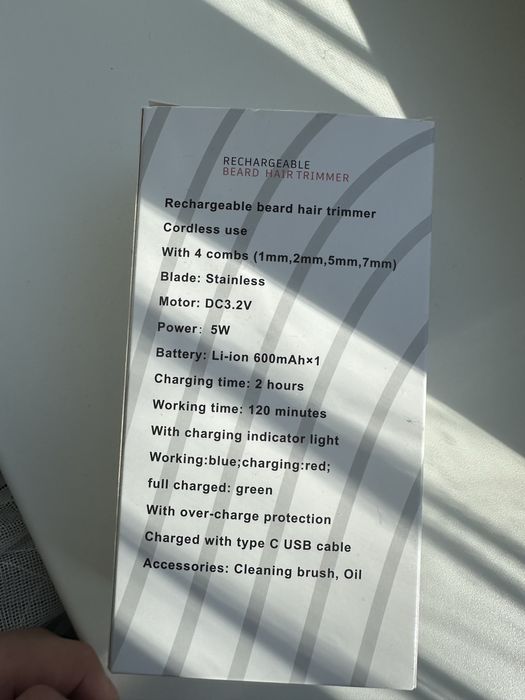 RECHARGEABLE
BEARD HAIR TRIMMER
Rechargeable beard hair trimmer
Cordless use
With 4 combs (1mm,2mm,5mm,7mm)
Blade: Stainless
Motor: DC3.2V
Power: 5W
Battery: Li-ion 600mAh×1
Charging time: 2 hours
Working time: 120 minutes
With charging indicator light
Working:blue;charging:red;
full charged: green
With over-charge protection
Charged with type C USB cable
Accessories: Cleaning brush, Oil